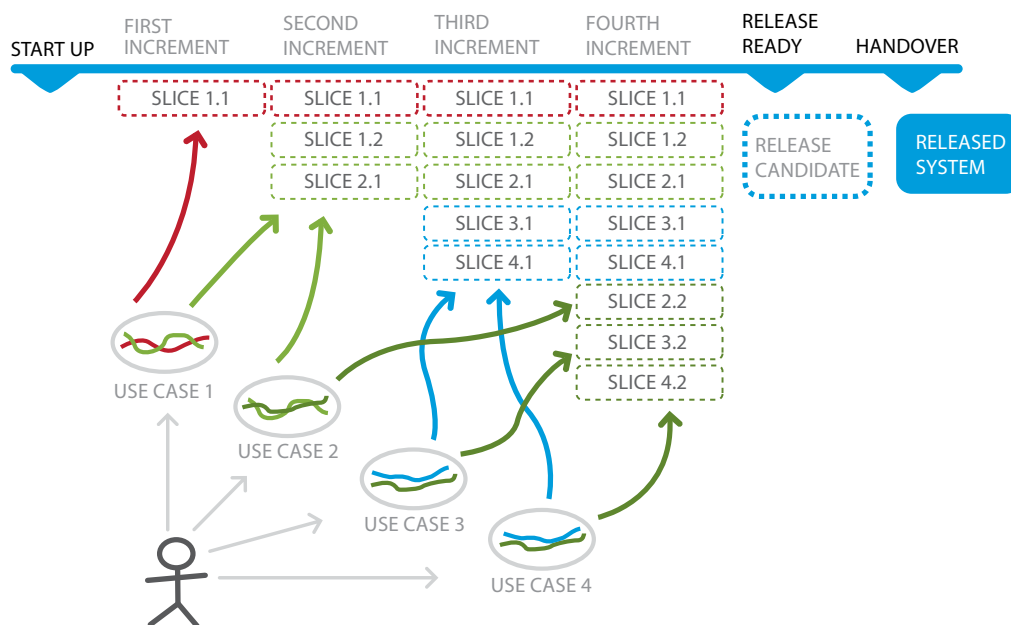 START UP
FIRST
INCREMENT
SECOND
INCREMENT
THIRD
INCREMENT
FOURTH
INCREMENT
RELEASE
READY
HANDOVER
SLICE 1.1
SLICE 1.1
SLICE 1.1
SLICE 1.1
SLICE 1.2
SLICE 1.2
SLICE 1.2
SLICE 2.1
SLICE 2.1
SLICE 2.1
SLICE 3.1
SLICE 3.1
SLICE 4.1
SLICE 4.1
SLICE 2.2
SLICE 3.2
SLICE 4.2
RELEASE
CANDIDATE
RELEASED
SYSTEM
USE CASE 1
USE CASE 2
USE CASE 3
USE CASE 4